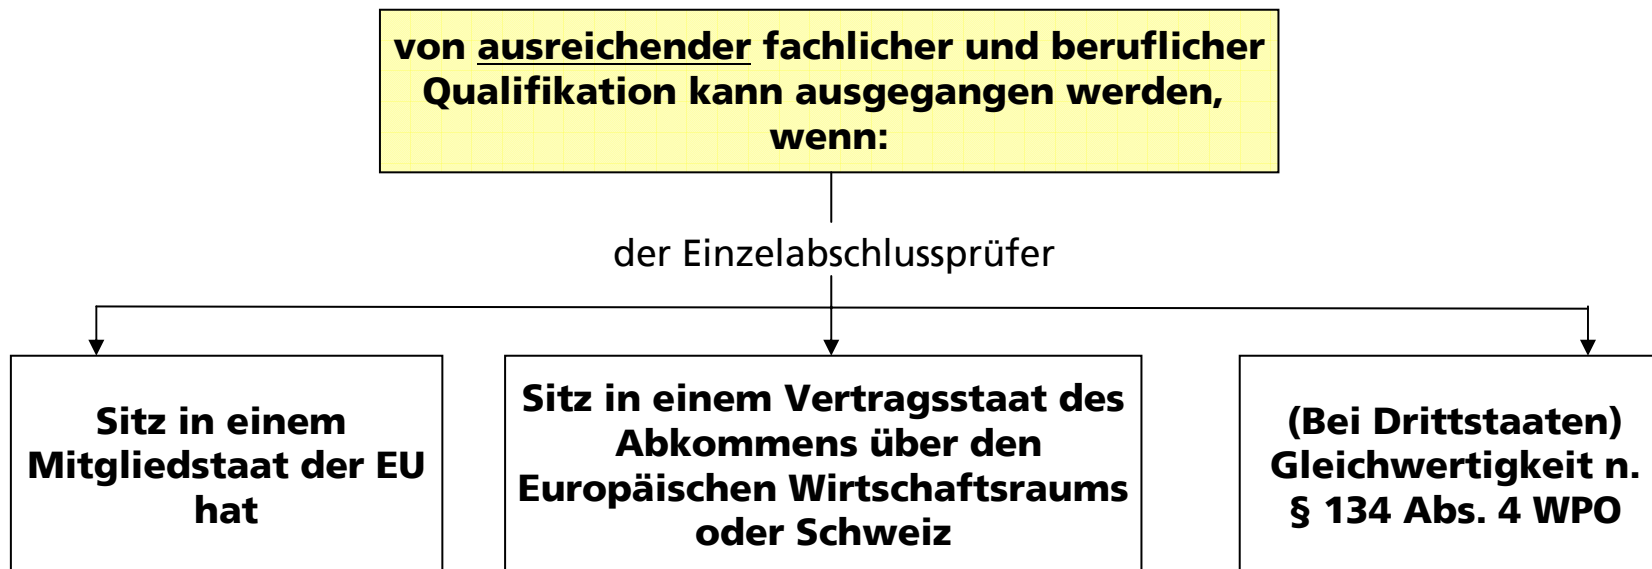 von ausreichender fachlicher und beruflicher
Qualifikation kann ausgegangen werden,
wenn:
der Einzelabschlussprüfer
Sitz in einem
Mitgliedstaat der EU
hat
Sitz in einem Vertragsstaat des
Abkommens über den
Europäischen Wirtschaftsraums
oder Schweiz
(Bei Drittstaaten)
Gleichwertigkeit n.
§ 134 Abs. 4 WPO